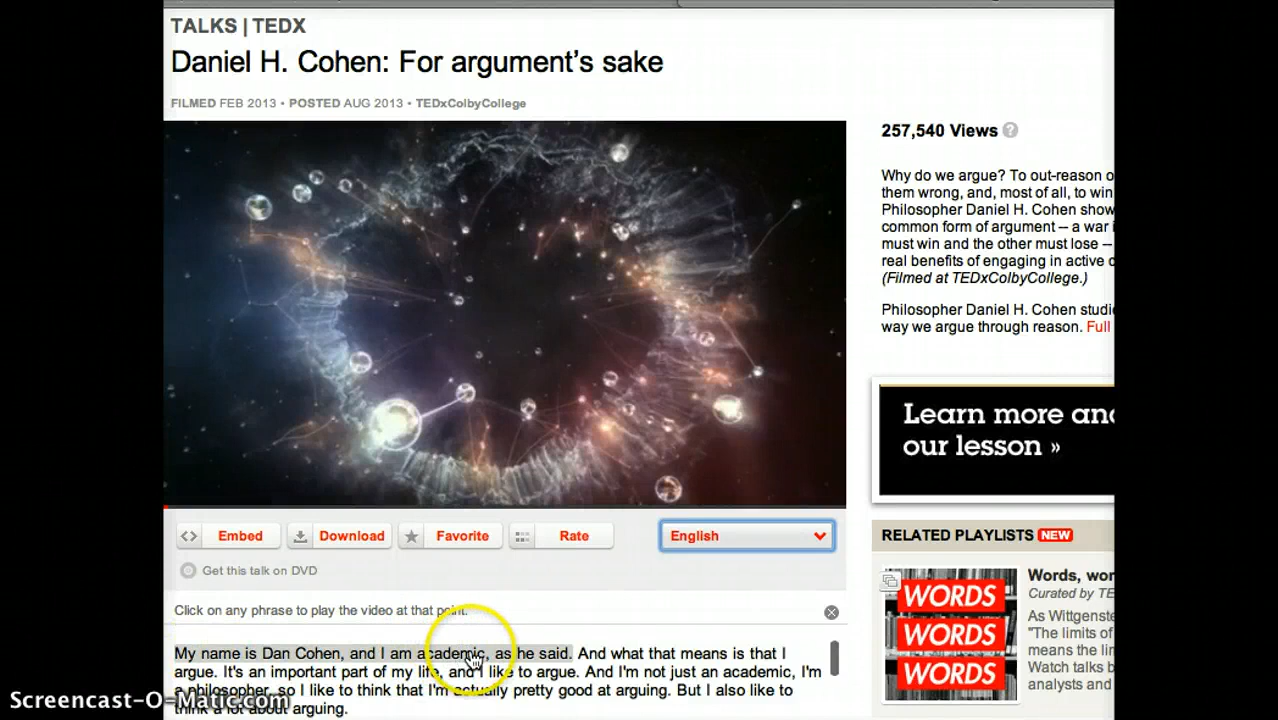 TALKS | TEDX
Daniel H. Cohen: For argument's sake
FILMED FEB 2013 • POSTED AUG 2013 • TEDxColbyCollege
257,540 Views ?
Why do we argue? To out-reason o
them wrong, and, most of all, to win
Philosopher Daniel H. Cohen show
common form of argument -- a war i
must win and the other must lose --
real benefits of engaging in active d
(Filmed at TEDxColbyCollege.)
Philosopher Daniel H. Cohen studie
way we argue through reason. Full
Learn more and
our lesson »
Embed
Download
Favorite
Rate
English
Get this talk on DVD
RELATED PLAYLISTS NEW
WORDS
WORDS
WORDS
Words, wor
Curated by TE
As Wittgenste
"The limits of
means the lim
Watch talks b
analysts and
Click on any phrase to play the video at that point.
My name is Dan Cohen, and I am academic, as he said. And what that means is that I
argue. It's an important part of my life, and I like to argue. And I'm not just an academic, I'm
a philosopher, so I like to think that I'm actually pretty good at arguing. But I also like to
think a lot about arguing.
Screencast-O-Matic.com